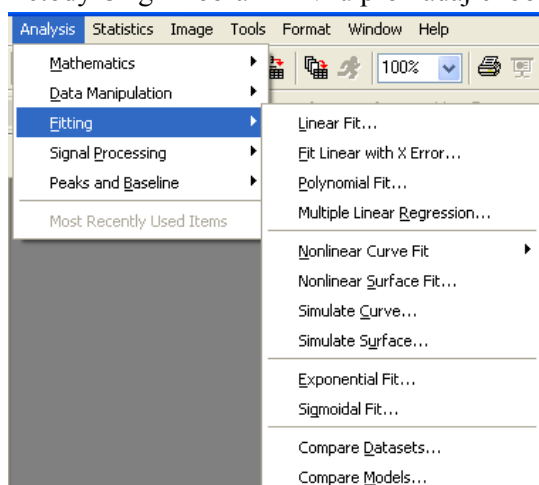 Analysis Statistics Image Tools Format Window Help
100%
Mathematics
Data Manipulation
Fitting
Signal Processing
Peaks and Baseline
Most Recently Used Items
Linear Fit...
Fit Linear with X Error...
Polynomial Fit...
Multiple Linear Regression...
Nonlinear Curve Fit
Nonlinear Surface Fit...
Simulate Curve...
Simulate Surface...
Exponential Fit...
Sigmoidal Fit...
Compare Datasets...
Compare Models...